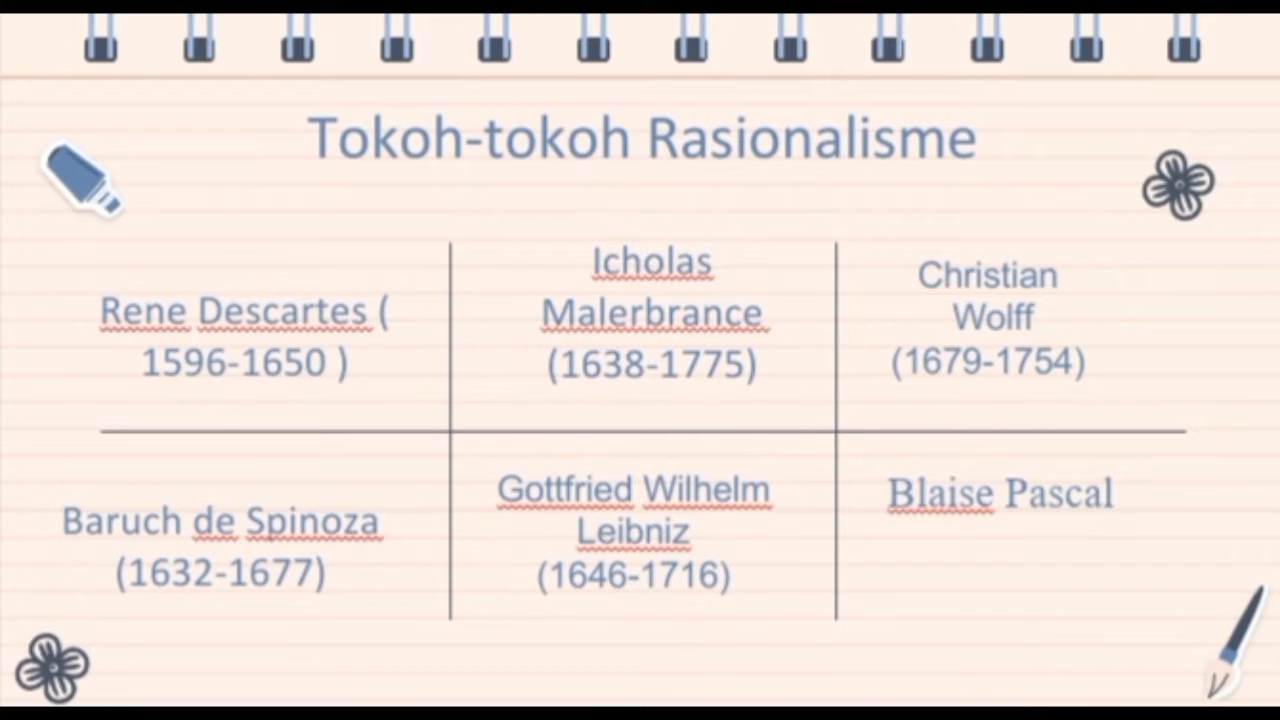 Tokoh-tokoh Rasionalisme
Rene Descartes (
1596-1650 )
Icholas
Malerbrance
(1638-1775)
Christian
Wolff
(1679-1754)
Baruch de Spinoza
(1632-1677)
Gottfried Wilhelm
Leibniz
(1646-1716)
Blaise Pascal